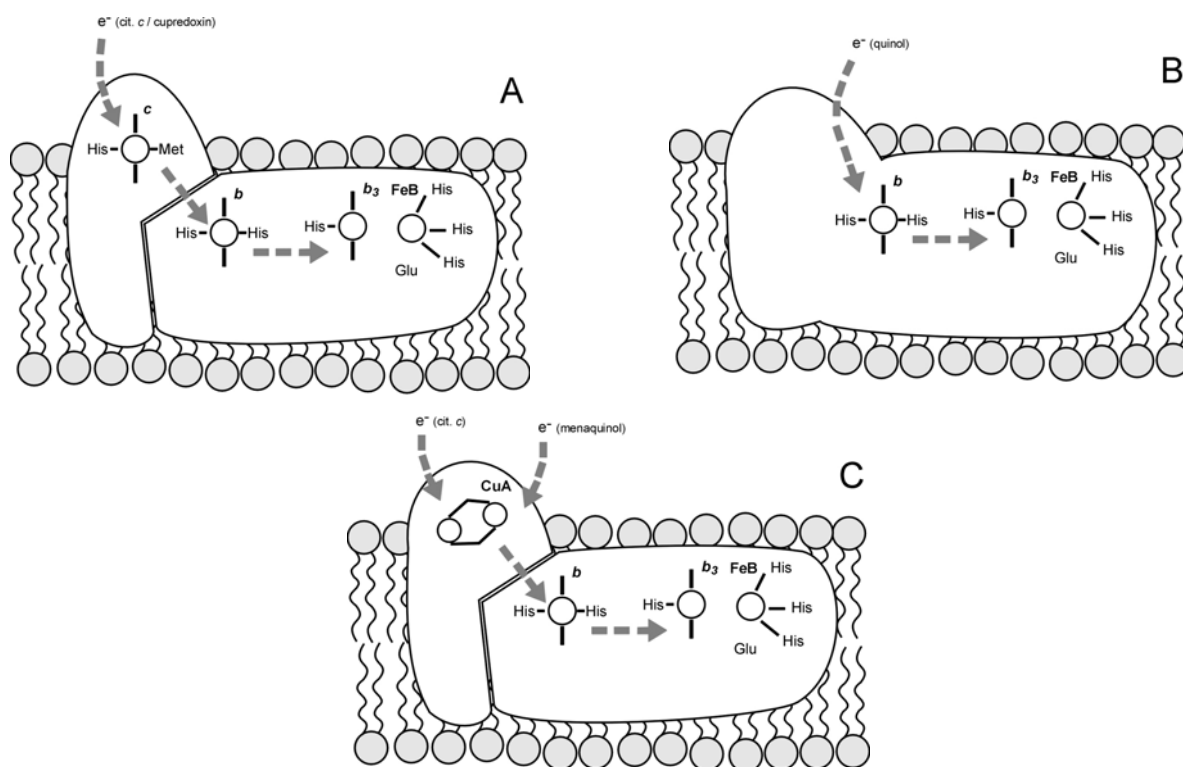 e- (cit. c / cupredoxin)
A
c
His Met
b
His His
b3
His
FeB His
His
His
Glu
e- (quinol)
B
b
His His
b3
His
FeB His
His
His
Glu
e- (cit. c)
e- (menaquinol)
C
CuA
b
His His
b3
His
FeB His
His
His
Glu